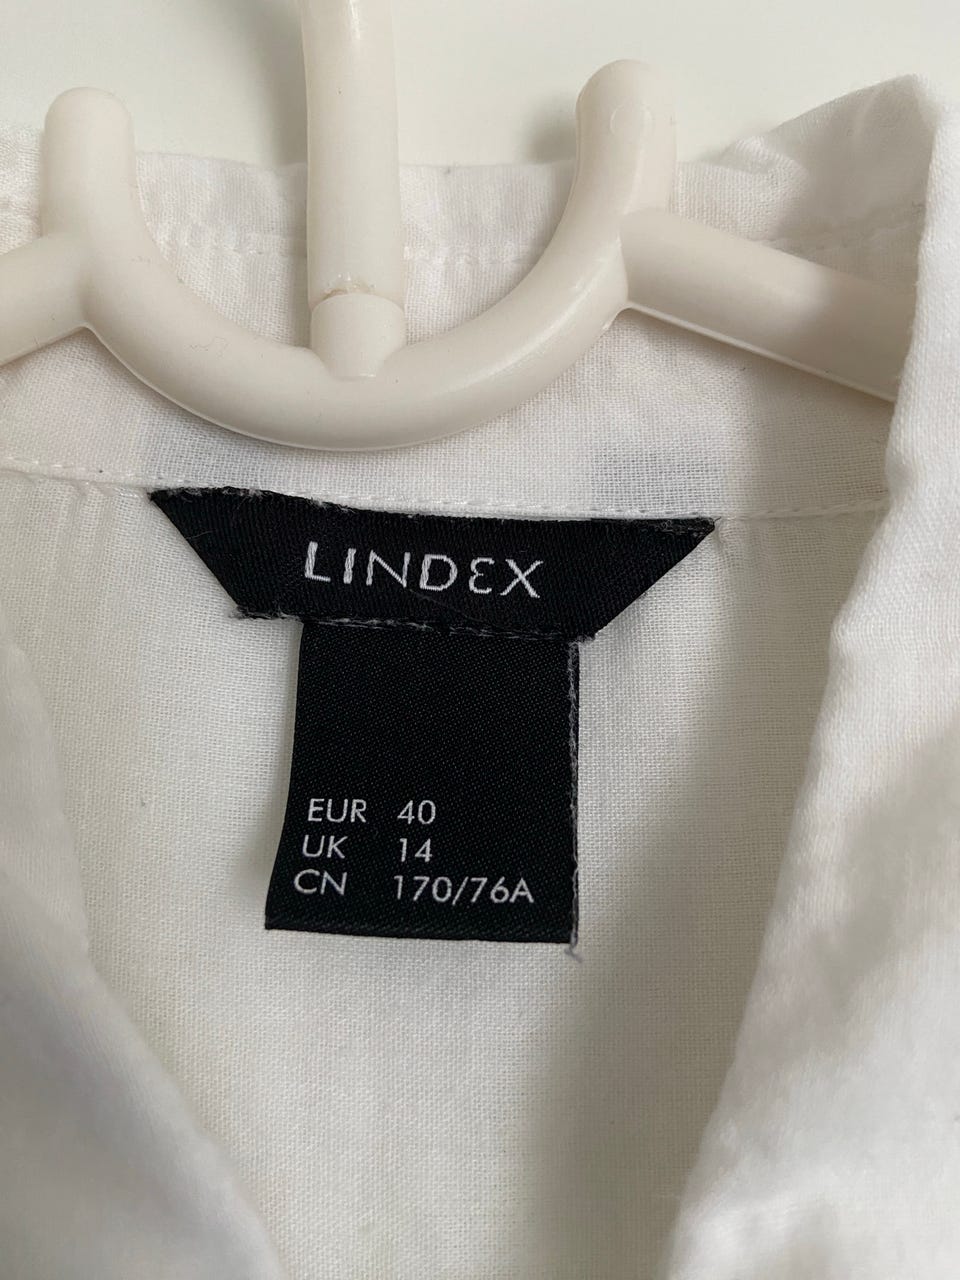 LINDEX
EUR 40
UK 14
CN 170/76A